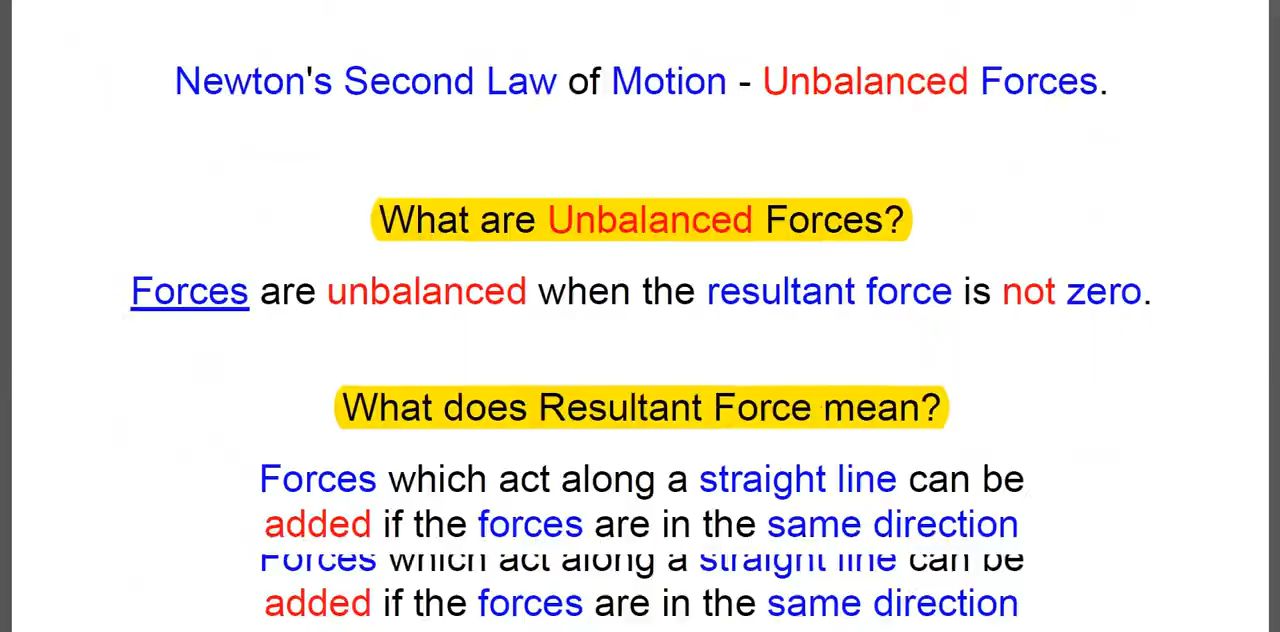 Newton's Second Law of Motion - Unbalanced Forces.
What are Unbalanced Forces?
Forces are unbalanced when the resultant force is not zero.
What does Resultant Force mean?
Forces which act along a straight line can be
added if the forces are in the same direction
Forces which act along a straight line can be
added if the forces are in the same direction